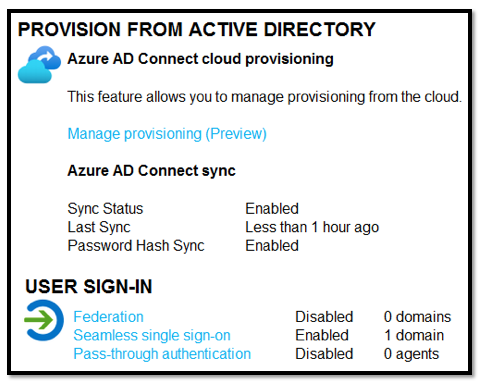 PROVISION FROM ACTIVE DIRECTORY
Azure AD Connect cloud provisioning
This feature allows you to manage provisioning from the cloud.
Manage provisioning (Preview)
Azure AD Connect sync
Sync Status Enabled
Last Sync Less than 1 hour ago
Password Hash Sync Enabled
USER SIGN-IN
Federation Disabled 0 domains
Seamless single sign-on Enabled 1 domain
Pass-through authentication Disabled 0 agents